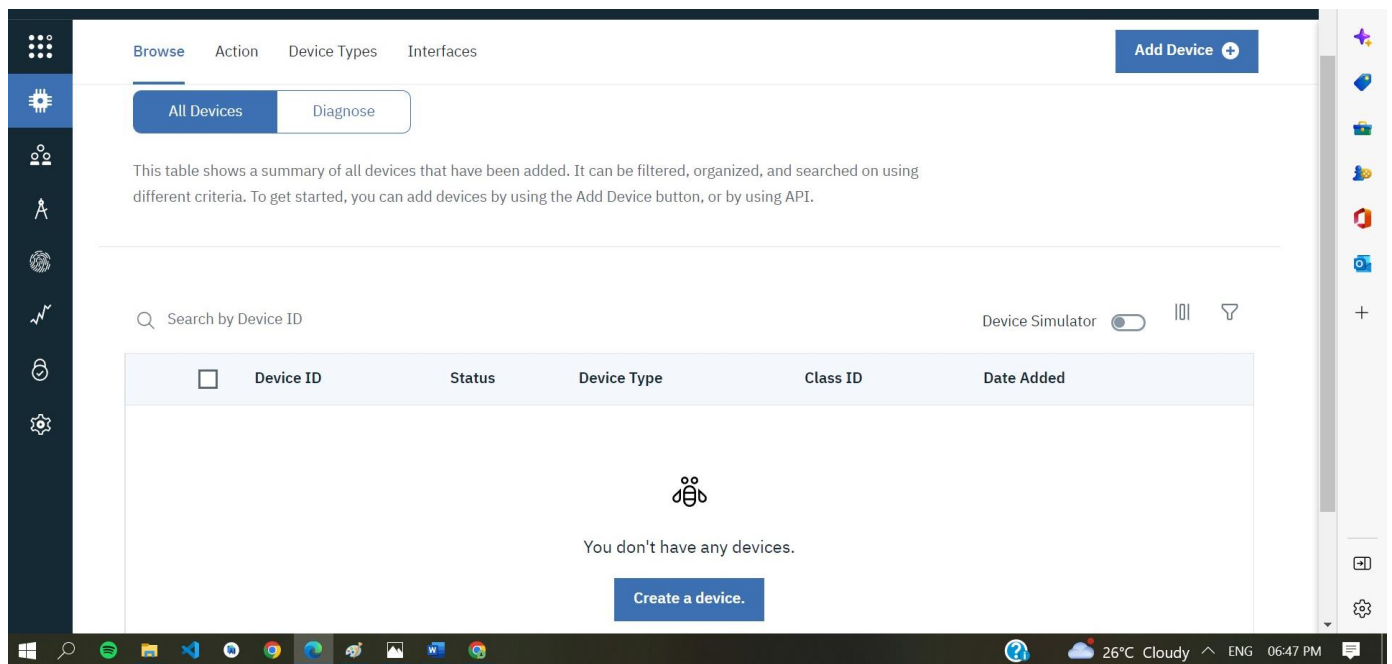 Browse Action Device Types Interfaces Add Device
All Devices Diagnose
This table shows a summary of all devices that have been added. It can be filtered, organized, and searched on using
different criteria. To get started, you can add devices by using the Add Device button, or by using API.
Search by Device ID Device Simulator
Device ID Status Device Type Class ID Date Added
You don't have any devices.
Create a device.
26°C Cloudy ENG 06:47 PM